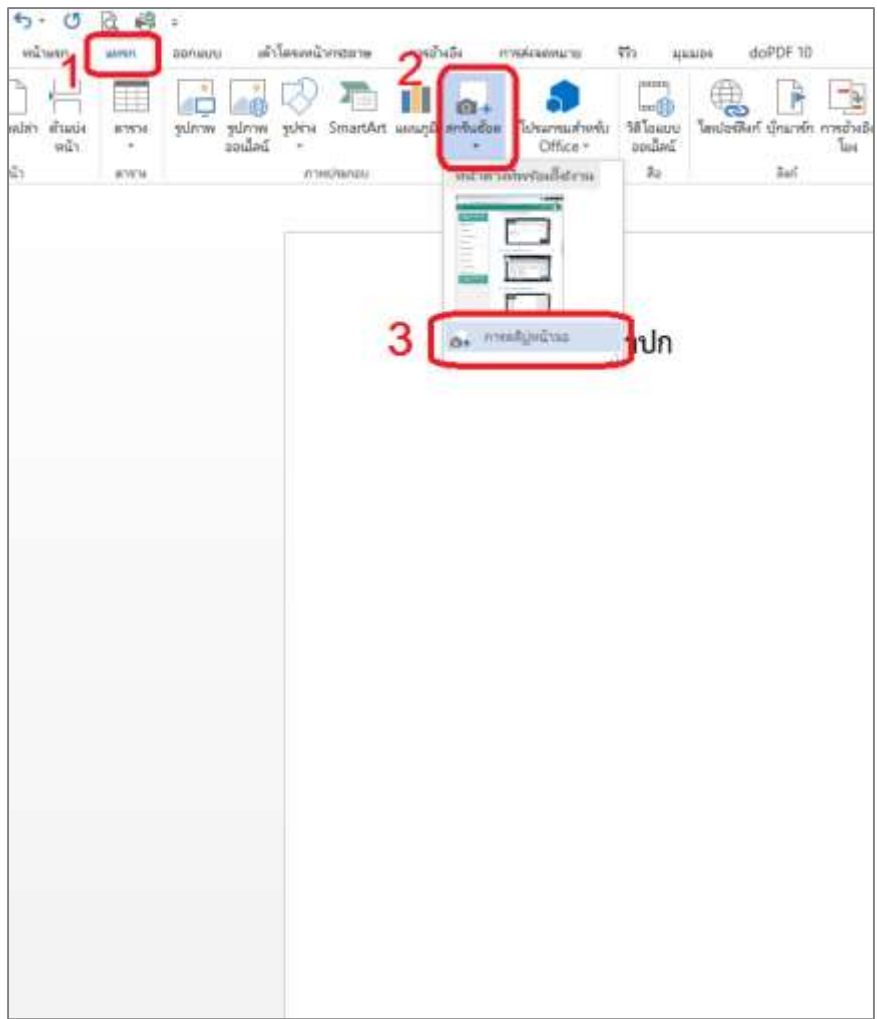 หน้าแรก แทรก ออกแบบ เค้าโครงหน้ากระดาษ การอ้างอิง การส่งจดหมาย รีวิว มุมมอง doPDF 10
1
2
ตัวแบ่ง ตาราง รูปภาพ รูปภาพ รูปร่าง SmartArt แผนภูมิ สกรีนช็อต โปรแกรมสำหรับ วิดีโอแบบ ไฮเปอร์ลิงก์ บุ๊กมาร์ก การอ้างอิง
หน้า ออนไลน์ Office ออนไลน์ โยง
ตาราง ภาพประกอบ สื่อ ลิงก์
3
การคลิปหน้าจอ
าปก